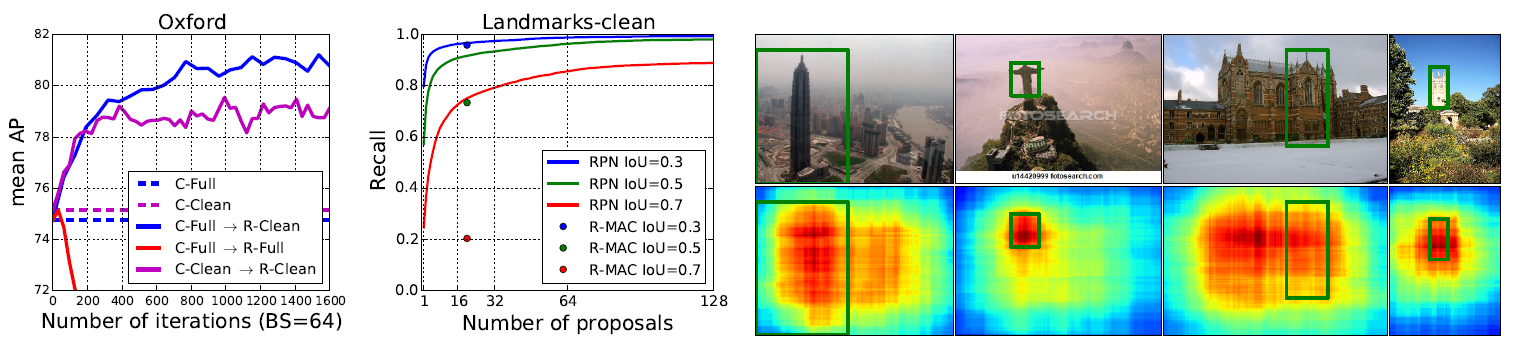 Oxford
82
80
78
76
74
72
mean AP
C-Full
C-Clean
C-Full → R-Clean
C-Full → R-Full
C-Clean → R-Clean
0 200 400 600 800 1000 1200 1400 1600
Number of iterations (BS=64)
Landmarks-clean
1.0
0.8
0.6
0.4
0.2
0.0
Recall
RPN IoU=0.3
RPN IoU=0.5
RPN IoU=0.7
R-MAC IoU=0.3
R-MAC IoU=0.5
R-MAC IoU=0.7
1 16 32 64 128
Number of proposals
FOTOSEARCH
u14420999 fotosearch.com